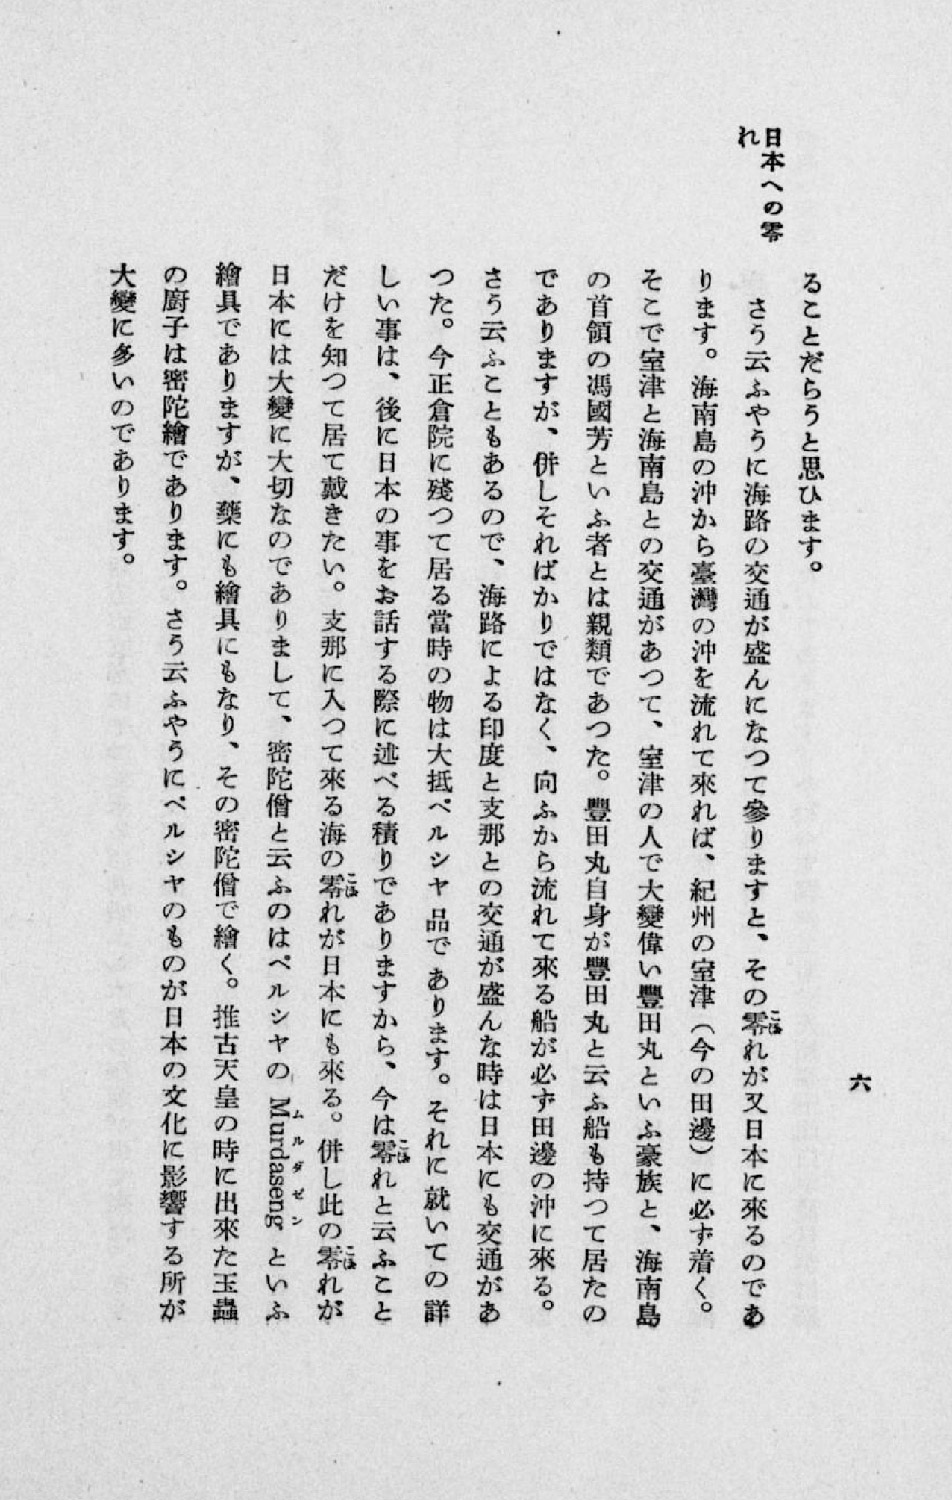 六
日本への零
れ
ることだらうと思ひます。
さう云ふやうに海路の交通が盛んになつて參りますと、その零れが又日本に來るのであ
ります。海南島の沖から臺灣の沖を流れて來れば、紀州の室津（今の田邊）に必ず着く。
そこで室津と海南島との交通があつて、室津の人で大變偉い豐田丸といふ豪族と、海南島
の首領の馮國芳といふ者とは親類であつた。豐田丸自身が豐田丸と云ふ船も持つて居たの
でありますが、併しそればかりではなく、向ふから流れて來る船が必ず田邊の沖に來る。
さう云ふこともあるので、海路による印度と支那との交通が盛んな時は日本にも交通があ
つた。今正倉院に殘つて居る當時の物は大抵ペルシヤ品であります。それに就いての詳
しい事は、後に日本の事をお話する際に述べる積りでありますから、今は零れと云ふこと
だけを知つて居て戴きたい。支那に入つて來る海の零れが日本にも來る。併し此の零れが
日本には大變に大切なのでありまして、密陀僧と云ふのはペルシヤの Murdaseng といふ
繪具でありますが、藥にも繪具にもなり、その密陀僧で繪く。推古天皇の時に出來た玉蟲
の厨子は密陀繪であります。さう云ふやうにペルシヤのものが日本の文化に影響する所が
大變に多いのであります。